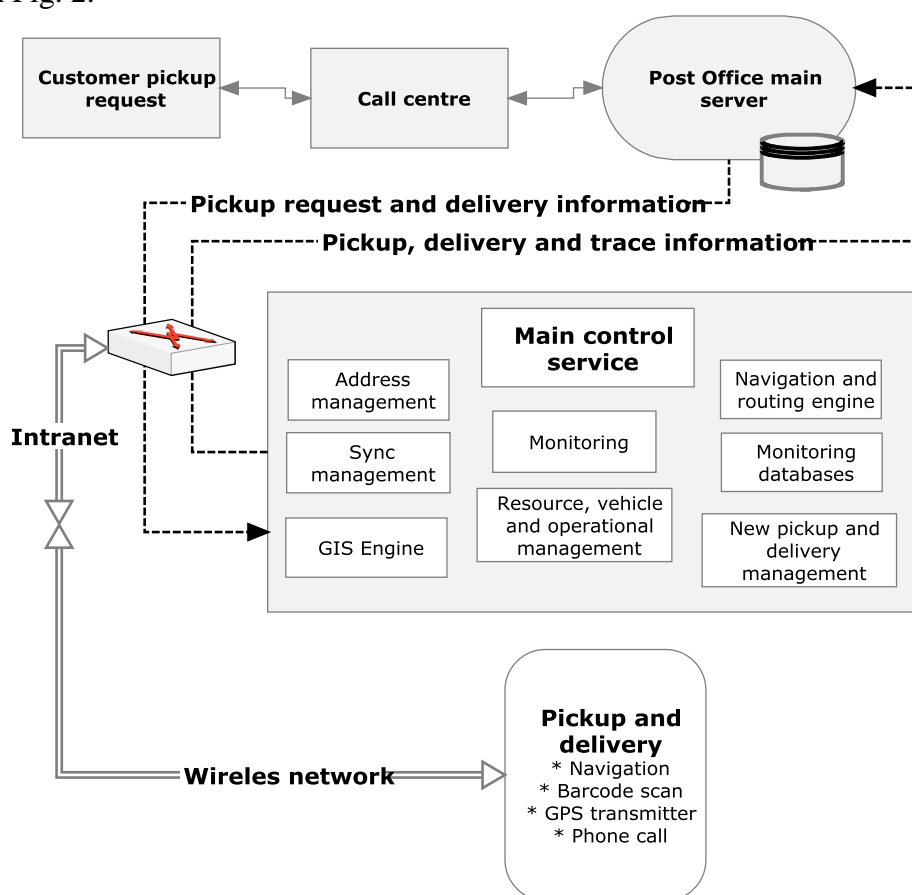 n Fig. 2.
Customer pickup
request
Call centre
Post Office main
server
Pickup request and delivery information
Pickup, delivery and trace information
Main control
service
Address
management
Navigation and
routing engine
Intranet
Monitoring
Sync
management
Monitoring
databases
Resource, vehicle
and operational
management
GIS Engine
New pickup and
delivery
management
Pickup and
delivery
* Navigation
* Barcode scan
* GPS transmitter
* Phone call
Wireles network